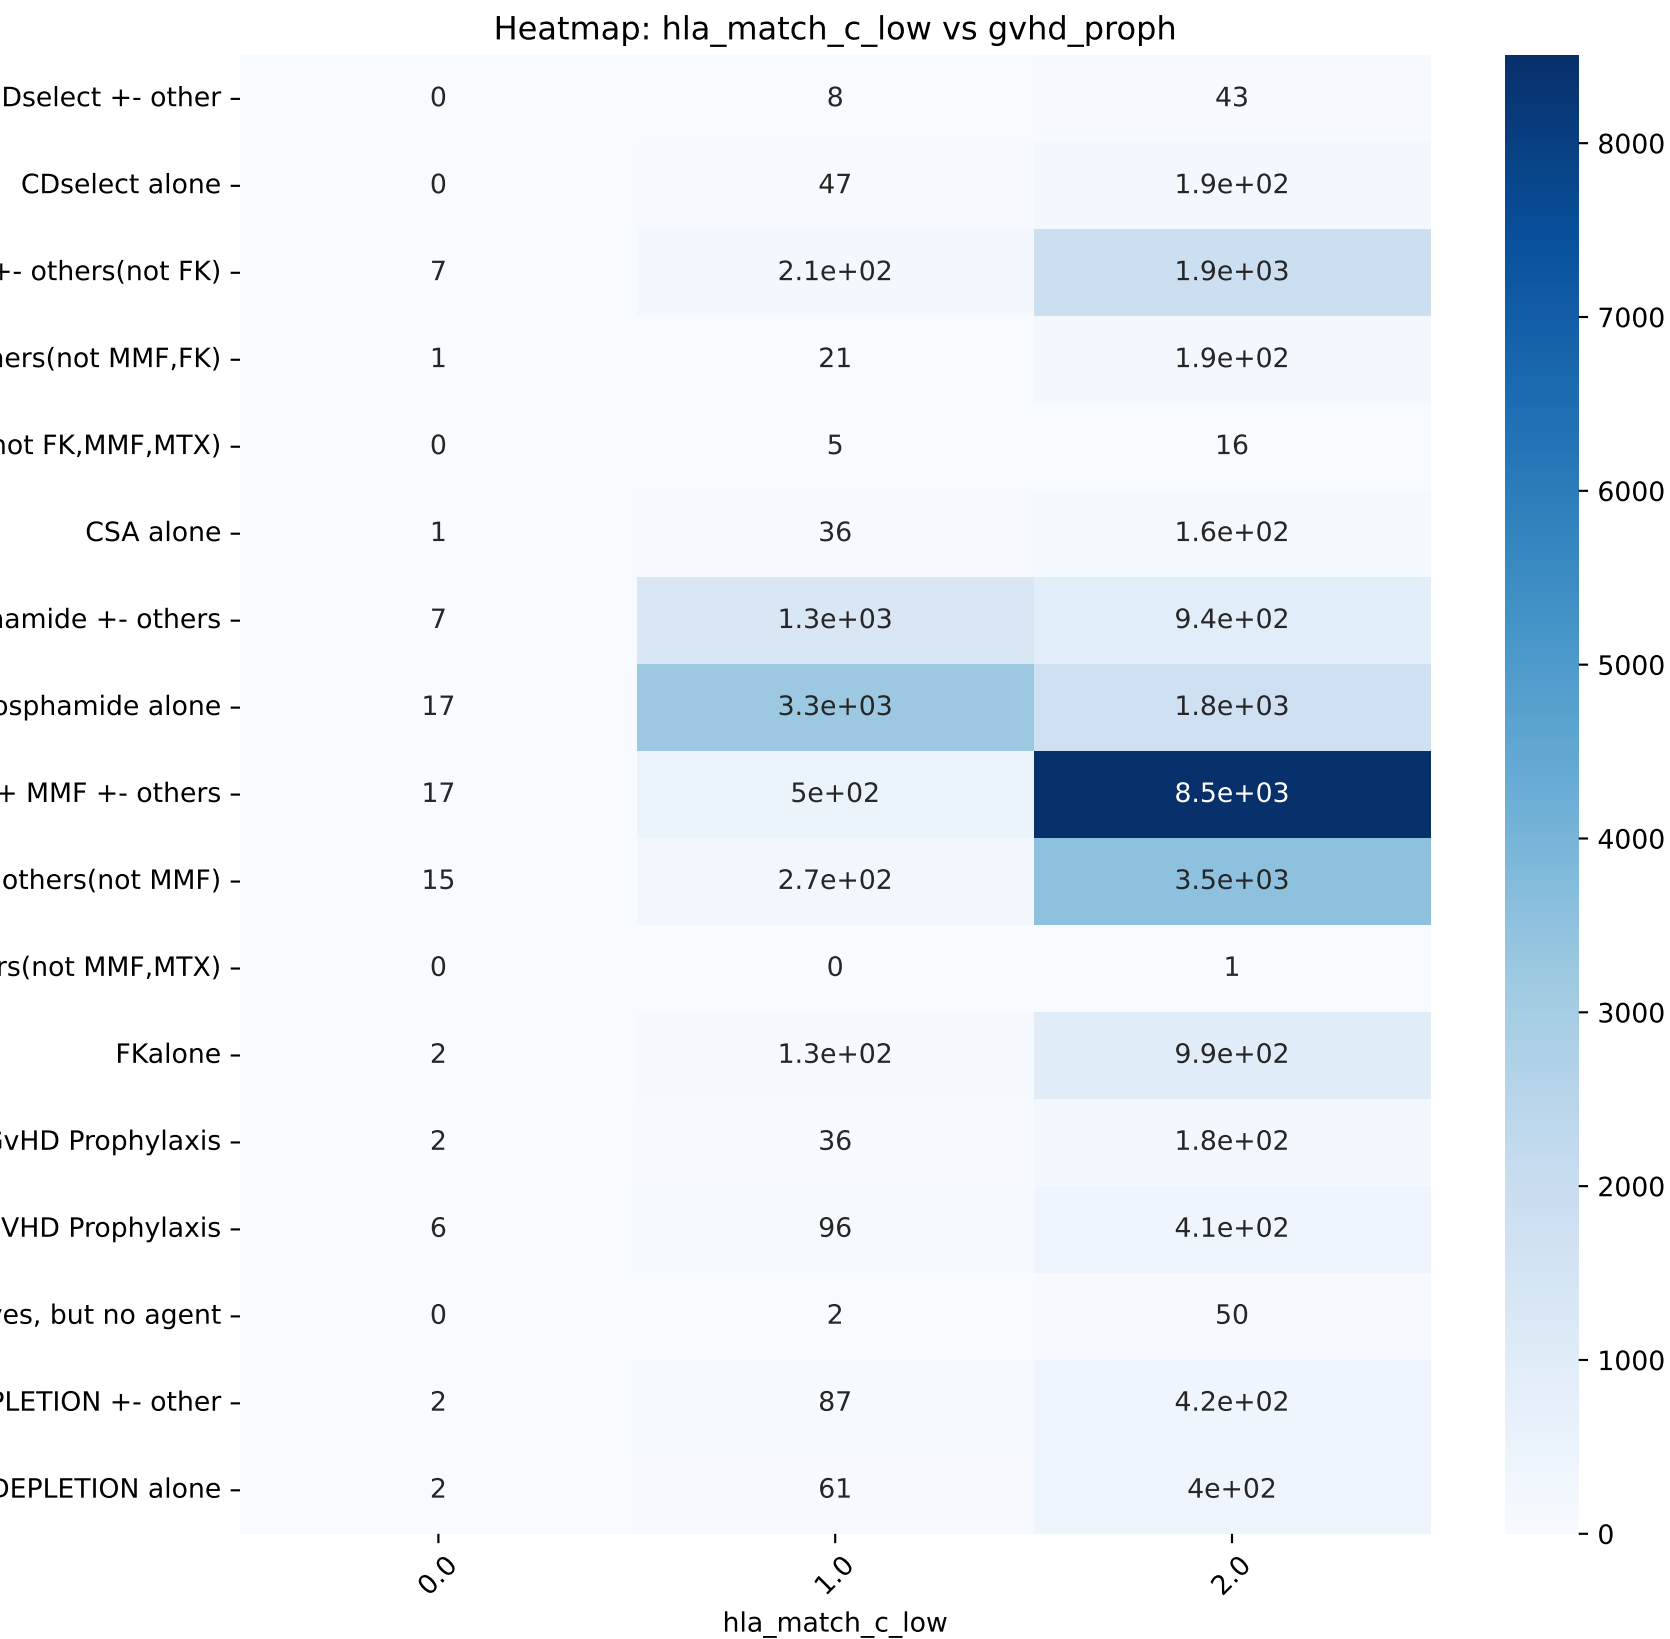 Heatmap: hla_match_c_low vs gvhd_proph
Dselect +- other 0 8 43
CDselect alone 0 47 1.9e+02
+- others(not FK) 7 2.1e+02 1.9e+03
ers(not MMF,FK) 1 21 1.9e+02
not FK,MMF,MTX) 0 5 16
CSA alone 1 36 1.6e+02
amide +- others 7 1.3e+03 9.4e+02
osphamide alone 17 3.3e+03 1.8e+03
+ MMF +- others 17 5e+02 8.5e+03
others(not MMF) 15 2.7e+02 3.5e+03
rs(not MMF,MTX) 0 0 1
FKalone 2 1.3e+02 9.9e+02
GvHD Prophylaxis 2 36 1.8e+02
VHD Prophylaxis 6 96 4.1e+02
es, but no agent 0 2 50
PLETION +- other 2 87 4.2e+02
DEPLETION alone 2 61 4e+02
0.0 1.0 2.0
hla_match_c_low
8000
7000
6000
5000
4000
3000
2000
1000
0